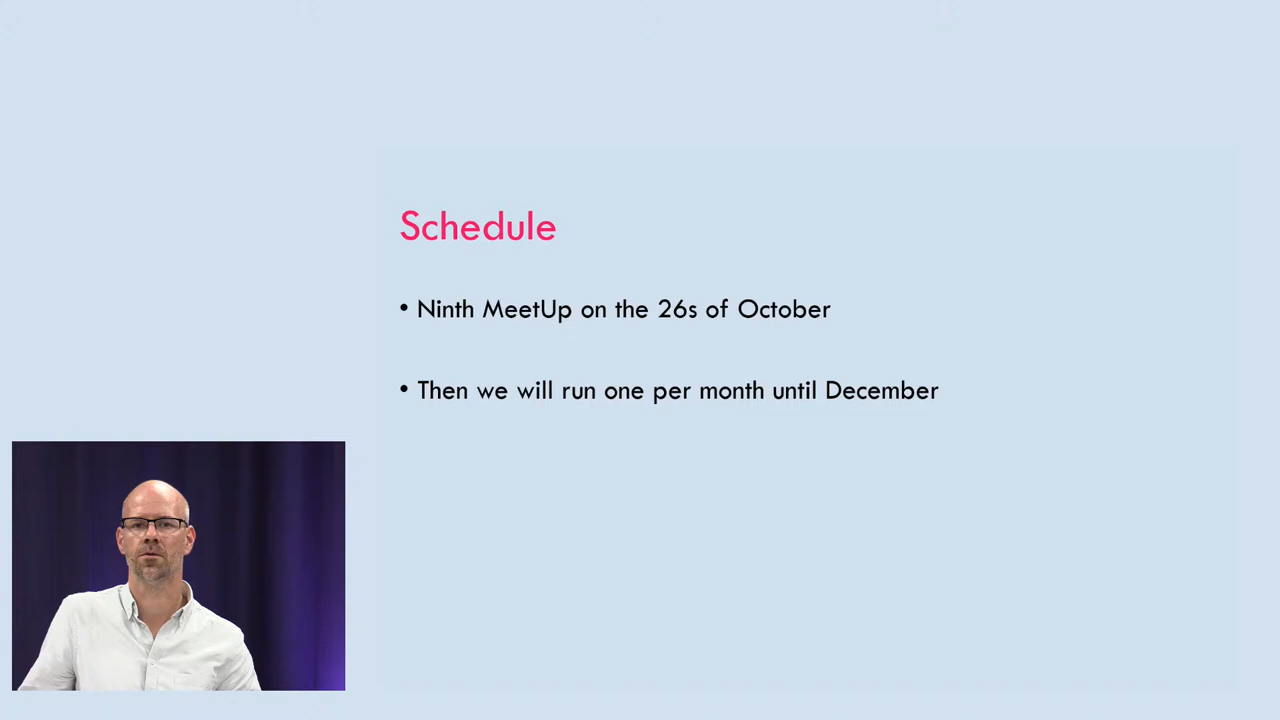 Schedule
• Ninth MeetUp on the 26s of October
• Then we will run one per month until December